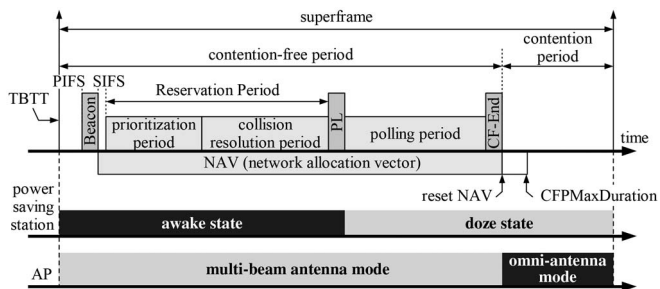 superframe
contention-free period
contention
period
PIFS
SIFS
Reservation Period
TBTT
Beacon
prioritization
period
collision
resolution period
PL
polling period
CF-End
time
NAV (network allocation vector)
reset NAV
CFPMaxDuration
power
saving
station
awake state
doze state
AP
multi-beam antenna mode
omni-antenna
mode